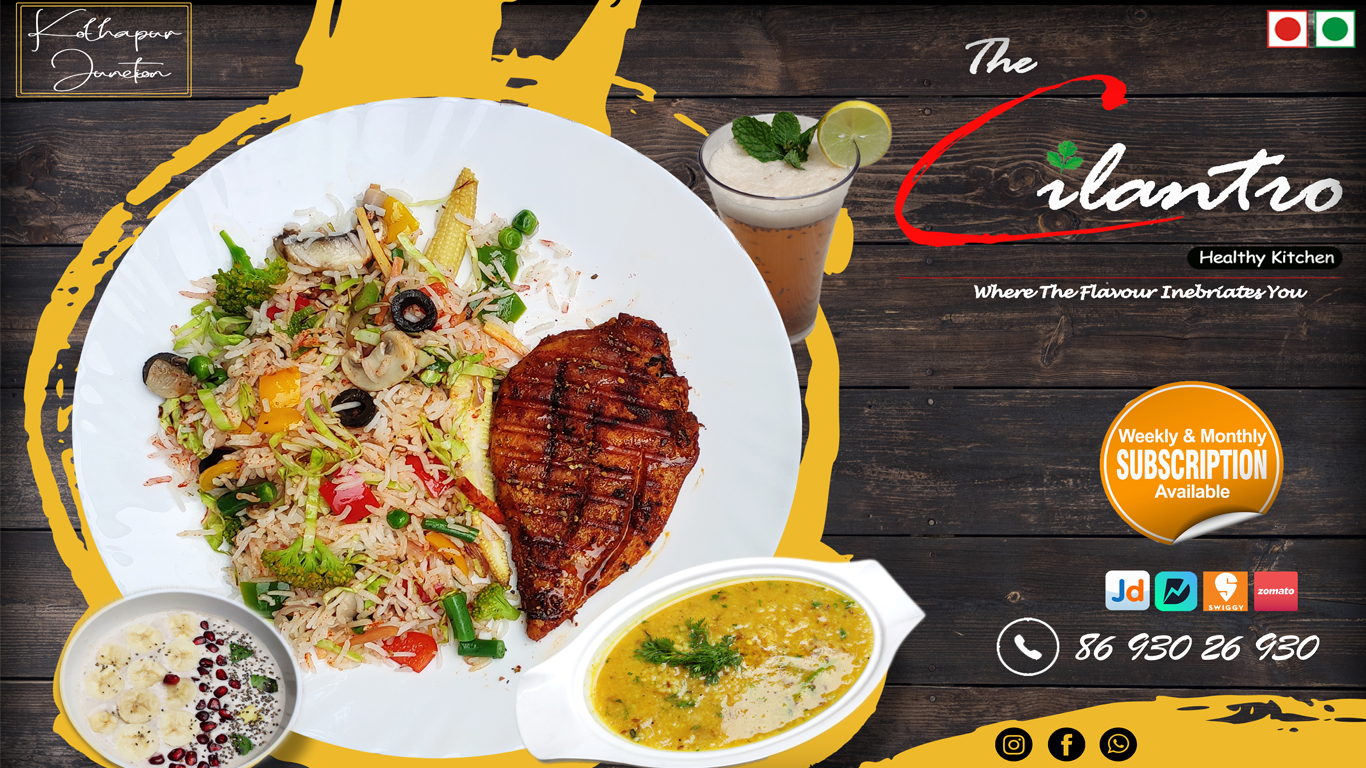 Kolhapur
Junction
The
Cilantro
Healthy Kitchen
Where The Flavour Inebriates You
Weekly & Monthly
SUBSCRIPTION
Available
Jd
SWIGGY
zomato
86 930 26 930